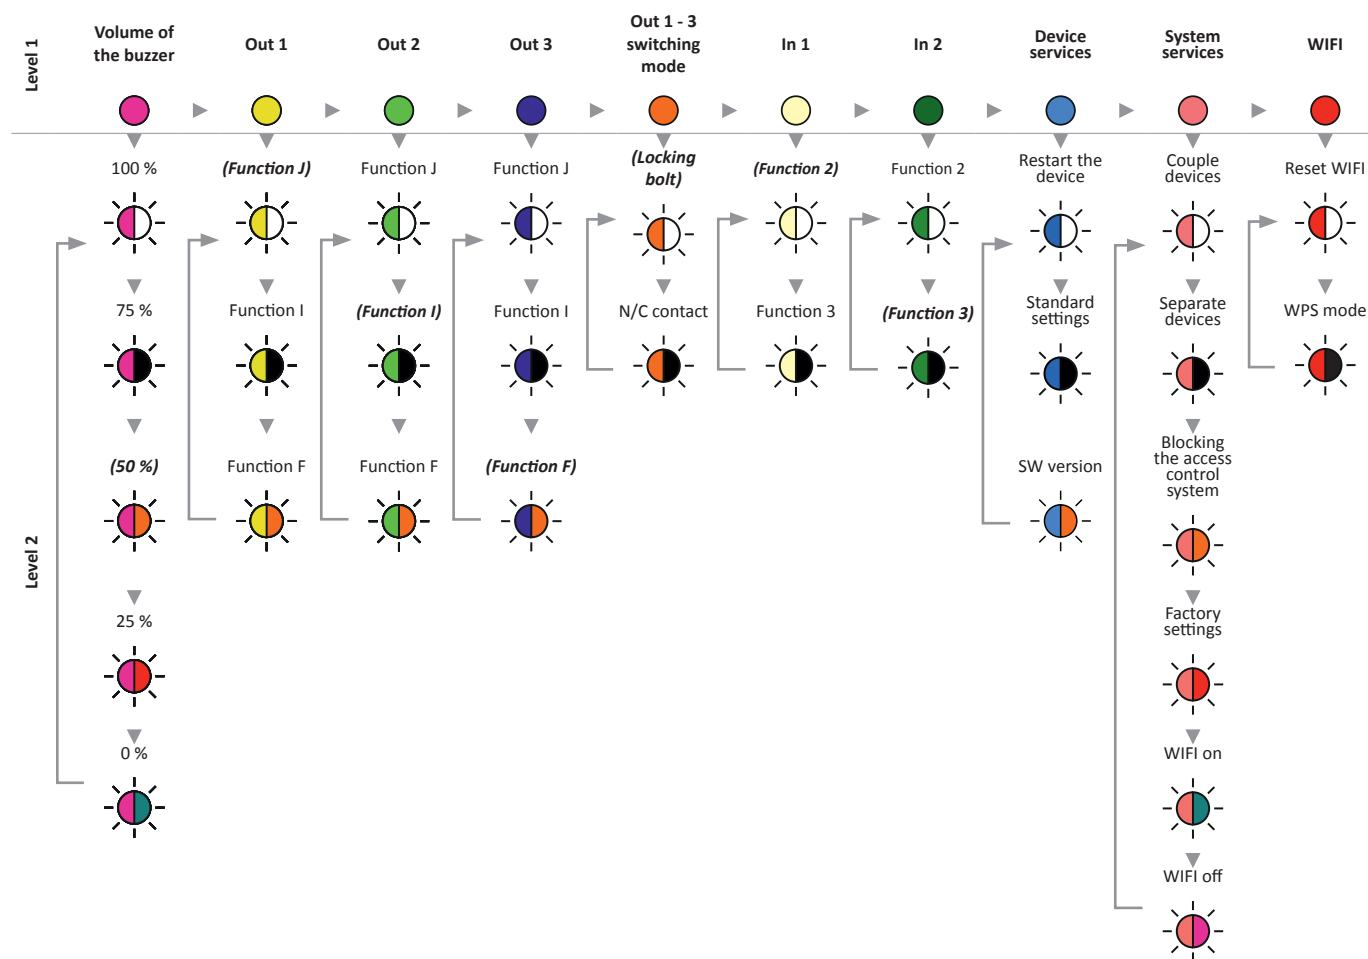 Level 1
Volume of
the buzzer
Out 1
Out 2
Out 3
Out 1 - 3
switching
mode
In 1
In 2
Device
services
System
services
WIFI
Level 2
100 %
(Function J)
Function J
Function J
(Locking
bolt)
(Function 2)
Function 2
Restart the
device
Couple
devices
Reset WIFI
75 %
Function I
(Function I)
Function I
N/C contact
Function 3
(Function 3)
Standard
settings
Separate
devices
WPS mode
(50 %)
Function F
Function F
(Function F)
SW version
Blocking
the access
control
system
25 %
Factory
settings
0 %
WIFI on
WIFI off